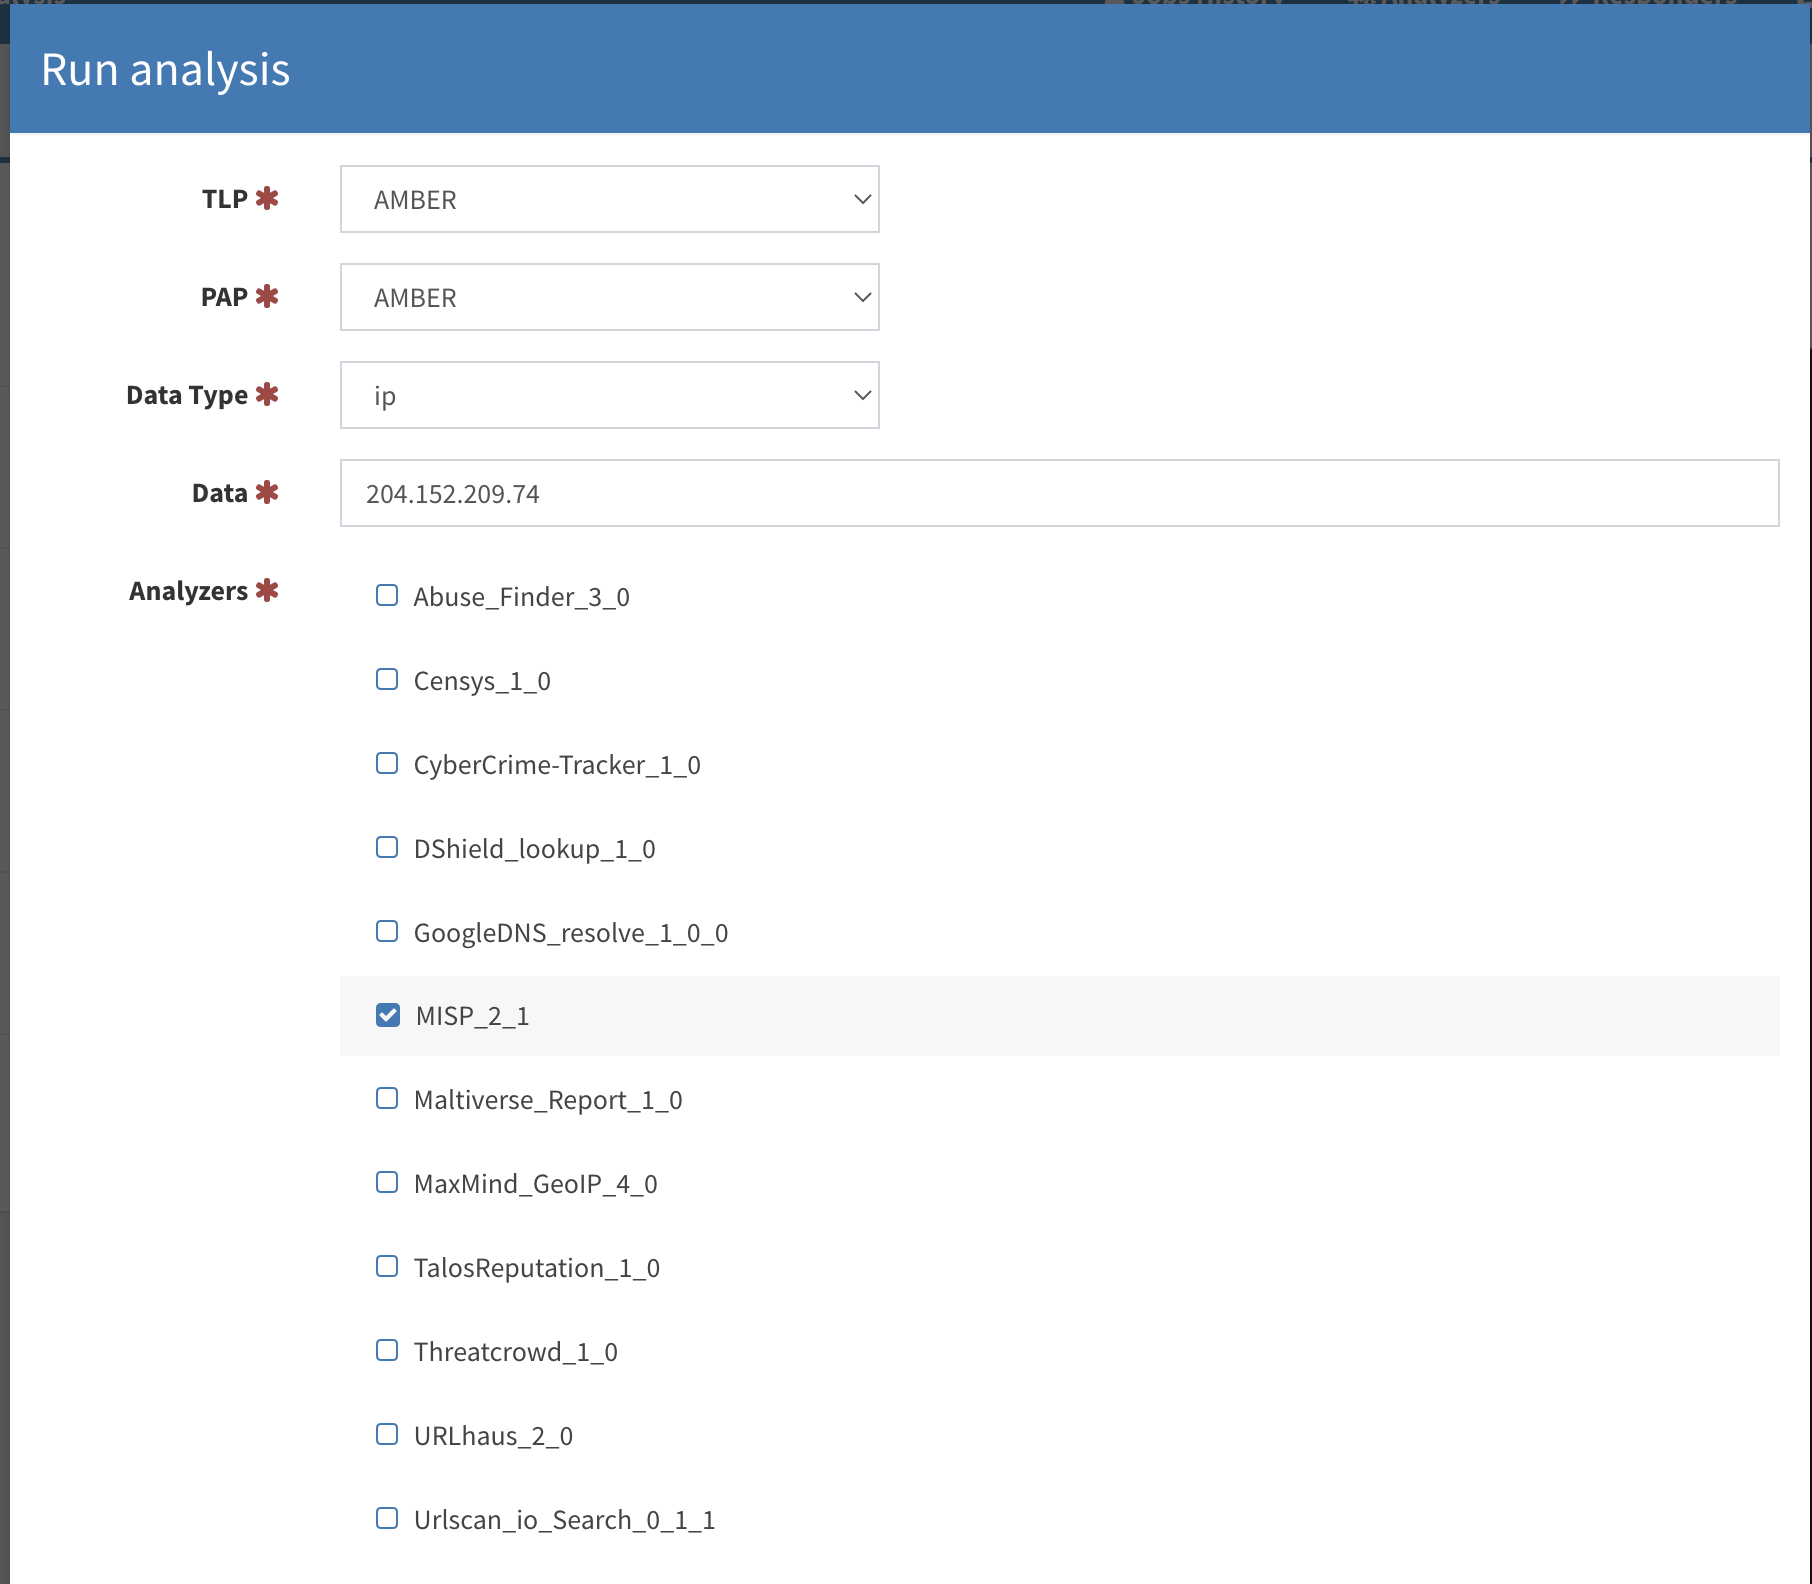 Run analysis
TLP *
AMBER
PAP *
AMBER
Data Type *
ip
Data *
204.152.209.74
Analyzers *
Abuse_Finder_3_0
Censys_1_0
CyberCrime-Tracker_1_0
DShield_lookup_1_0
GoogleDNS_resolve_1_0_0
MISP_2_1
Maltiverse_Report_1_0
MaxMind_GeoIP_4_0
TalosReputation_1_0
Threatcrowd_1_0
URLhaus_2_0
Urlscan_io_Search_0_1_1